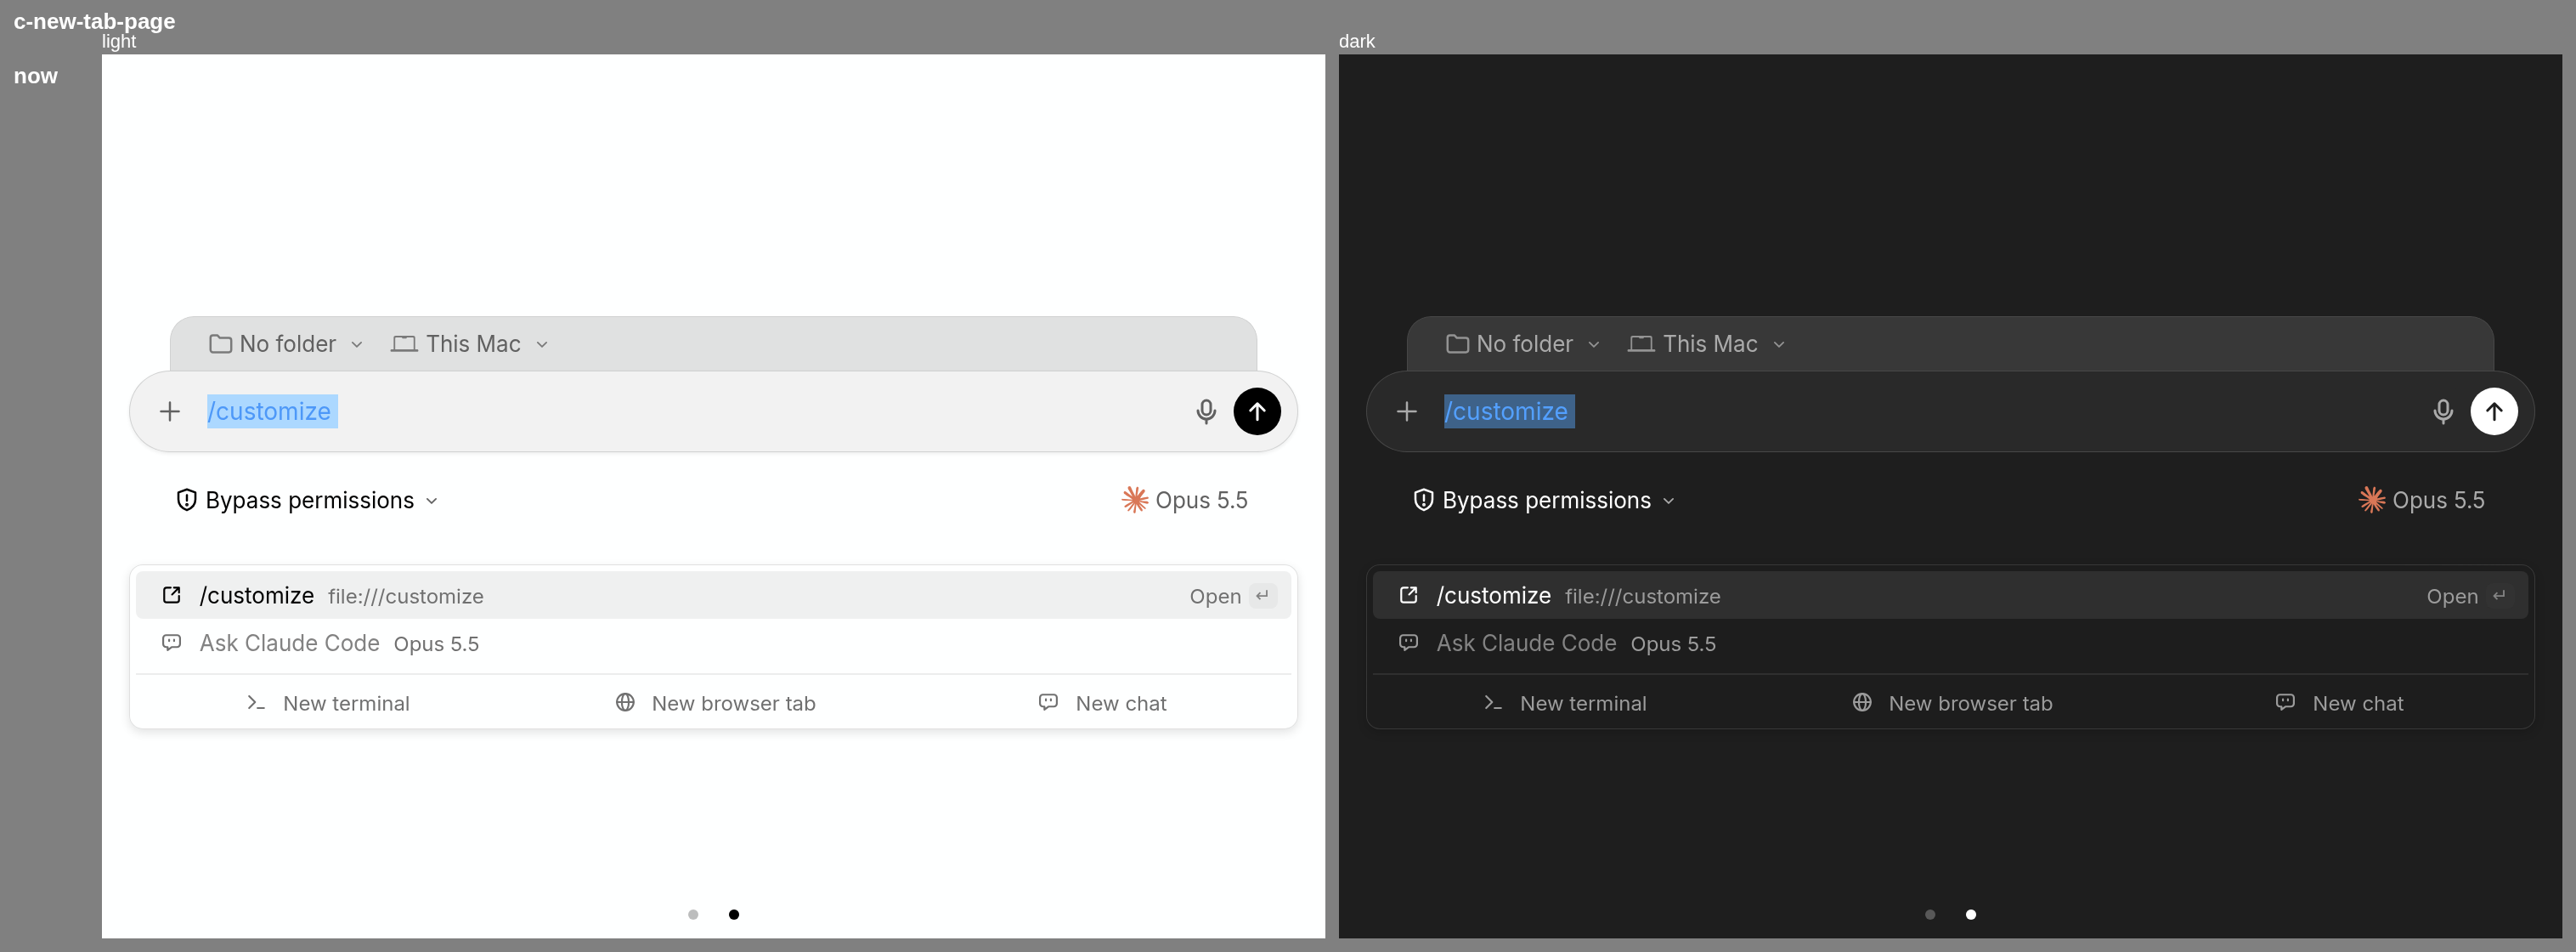 c-new-tab-page
light
dark
now
No folder This Mac
/customize
Bypass permissions Opus 5.5
/customize file:///customize Open
Ask Claude Code Opus 5.5
New terminal New browser tab New chat
No folder This Mac
/customize
Bypass permissions Opus 5.5
/customize file:///customize Open
Ask Claude Code Opus 5.5
New terminal New browser tab New chat